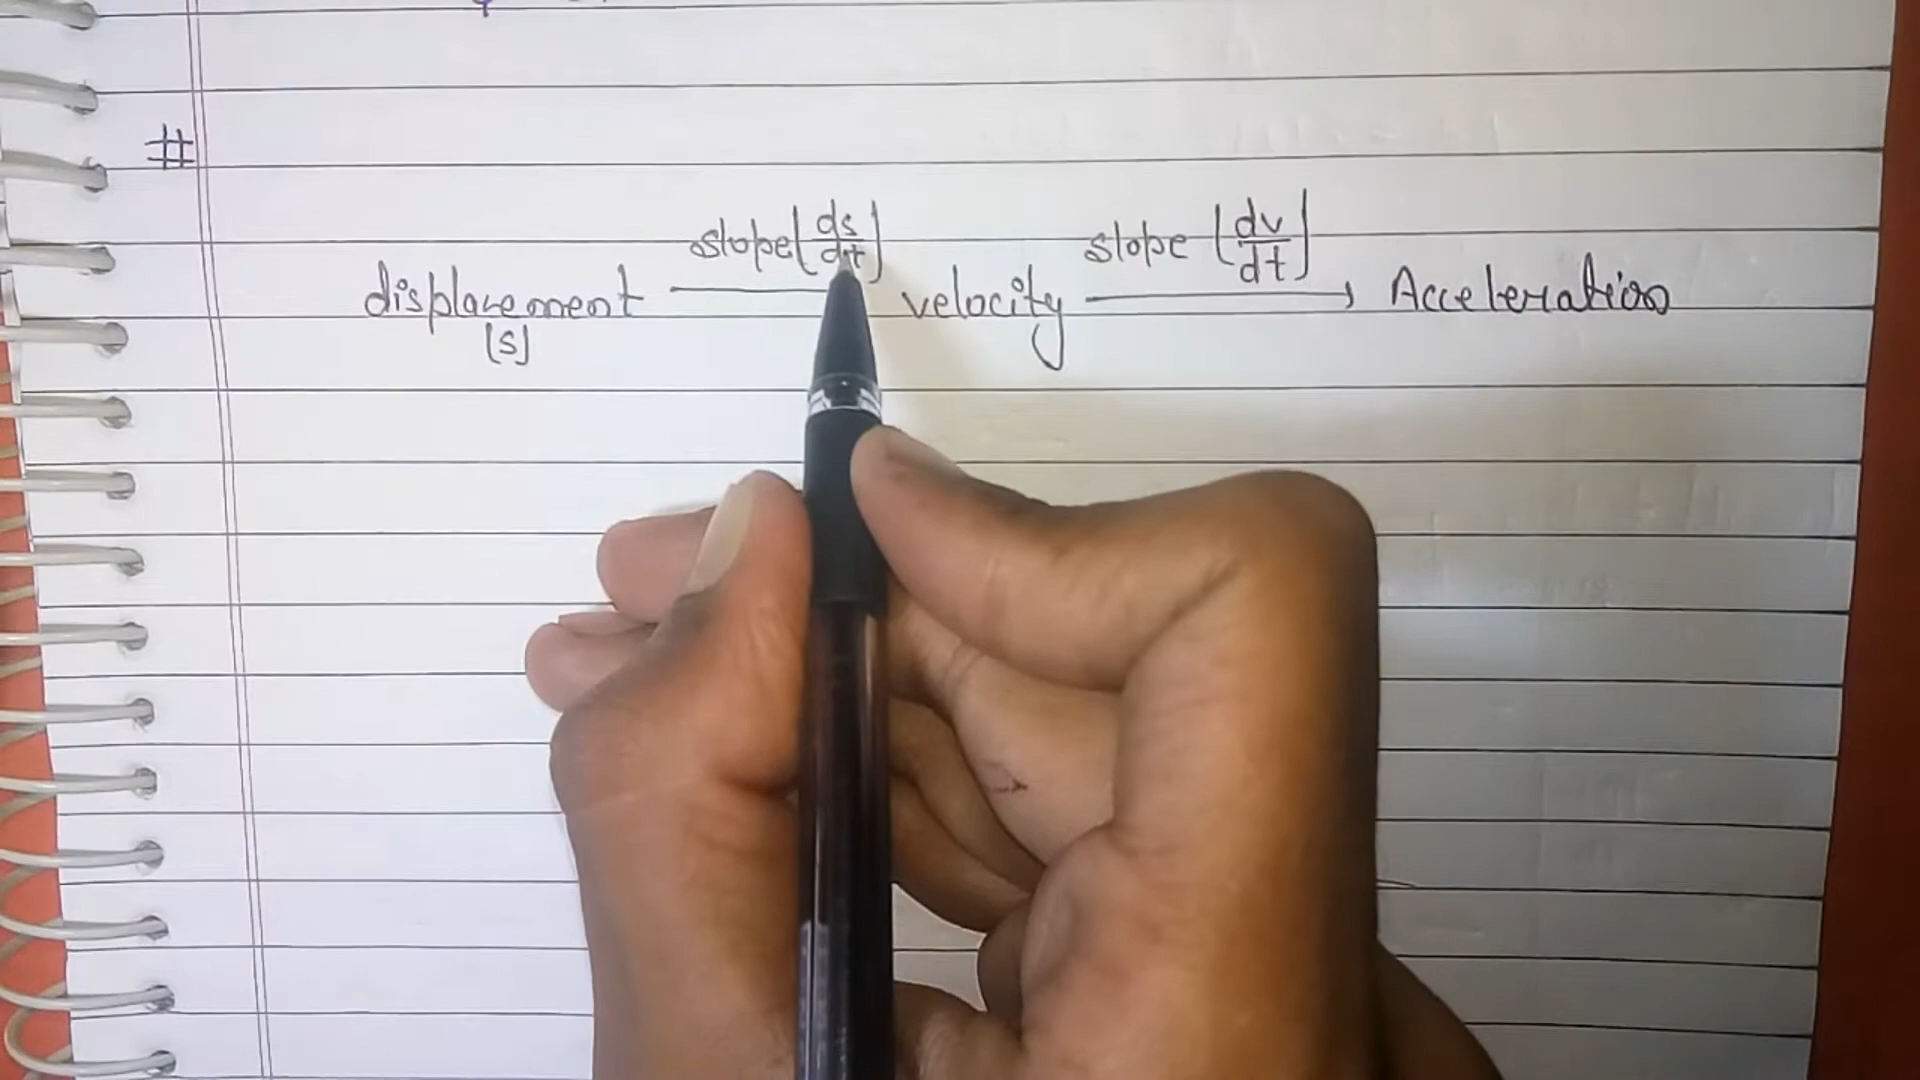 #
slope(ds/dt) slope (dv/dt)
displacement → velocity → Acceleration
(s)